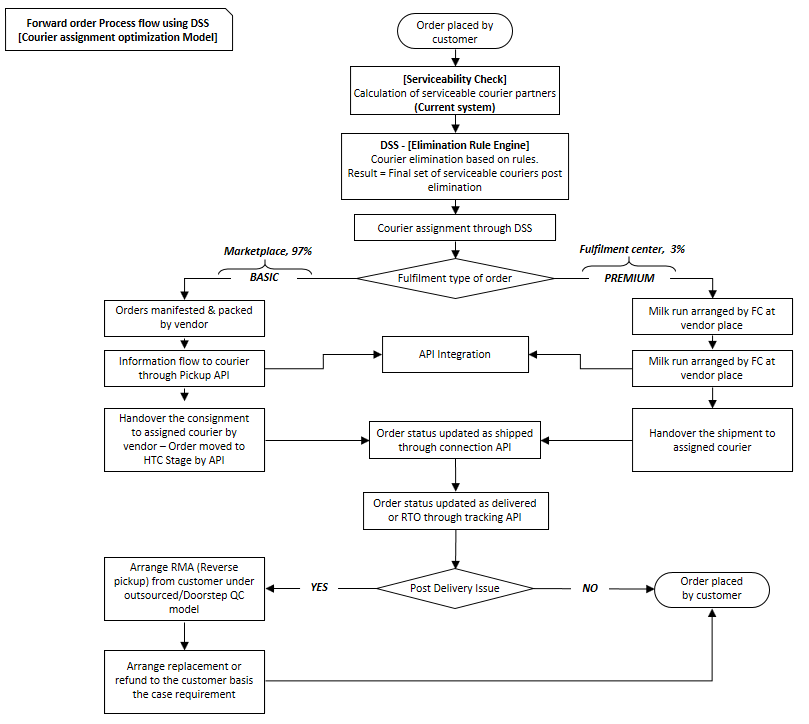 Forward order Process flow using DSS
[Courier assignment optimization Model]
Order placed by
customer
[Serviceability Check]
Calculation of serviceable courier partners
(Current system)
DSS - [Elimination Rule Engine]
Courier elimination based on rules.
Result = Final set of serviceable couriers post
elimination
Courier assignment through DSS
Marketplace, 97%
BASIC
Fulfilment type of order
Fulfilment center, 3%
PREMIUM
Orders manifested & packed
by vendor
Milk run arranged by FC at
vendor place
Information flow to courier
through Pickup API
API Integration
Milk run arranged by FC at
vendor place
Handover the consignment
to assigned courier by
vendor – Order moved to
HTC Stage by API
Order status updated as shipped
through connection API
Handover the shipment to
assigned courier
Order status updated as delivered
or RTO through tracking API
Arrange RMA (Reverse
pickup) from customer under
outsourced/Doorstep QC
model
YES
Post Delivery Issue
NO
Order placed
by customer
Arrange replacement or
refund to the customer basis
the case requirement